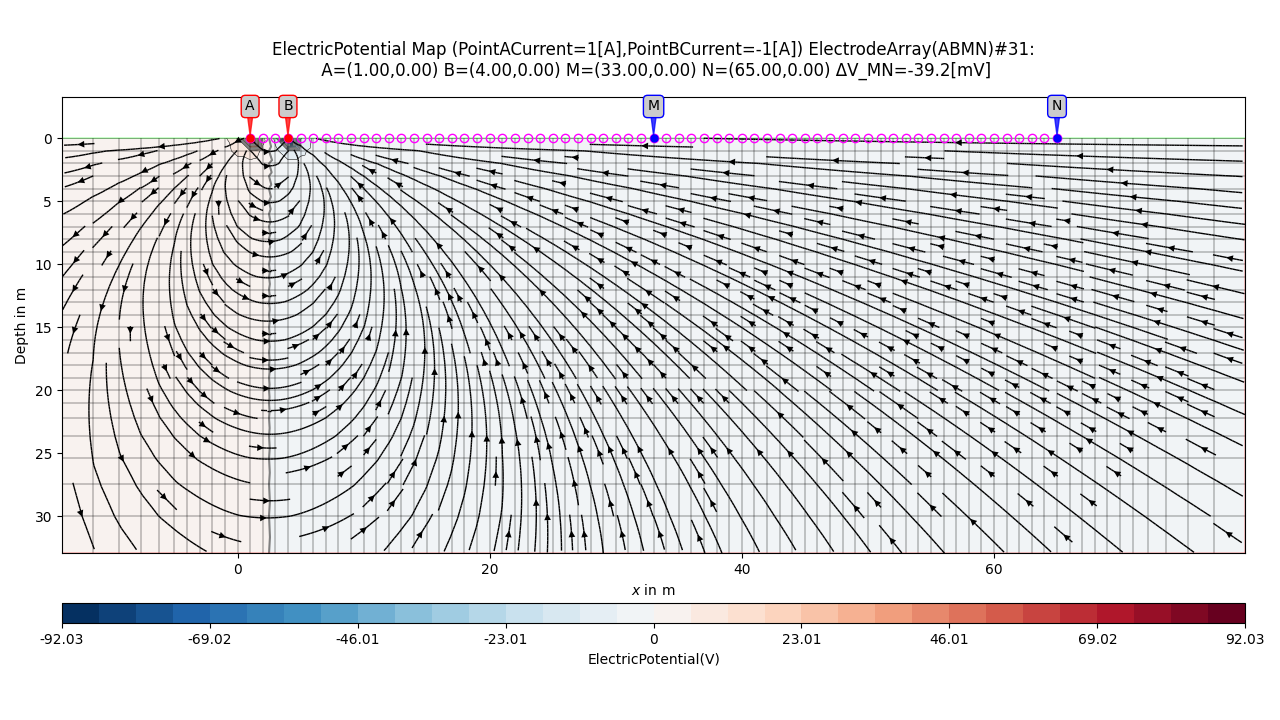 ElectricPotential Map (PointACurrent=1[A],PointBCurrent=-1[A]) ElectrodeArray(ABMN)#31:
A=(1.00,0.00) B=(4.00,0.00) M=(33.00,0.00) N=(65.00,0.00) ΔV_MN=-39.2[mV]
A B M N
0
5
10
15
20
25
30
Depth in m
0 20 40 60
x in m
-92.03 -69.02 -46.01 -23.01 0 23.01 46.01 69.02 92.03
ElectricPotential(V)